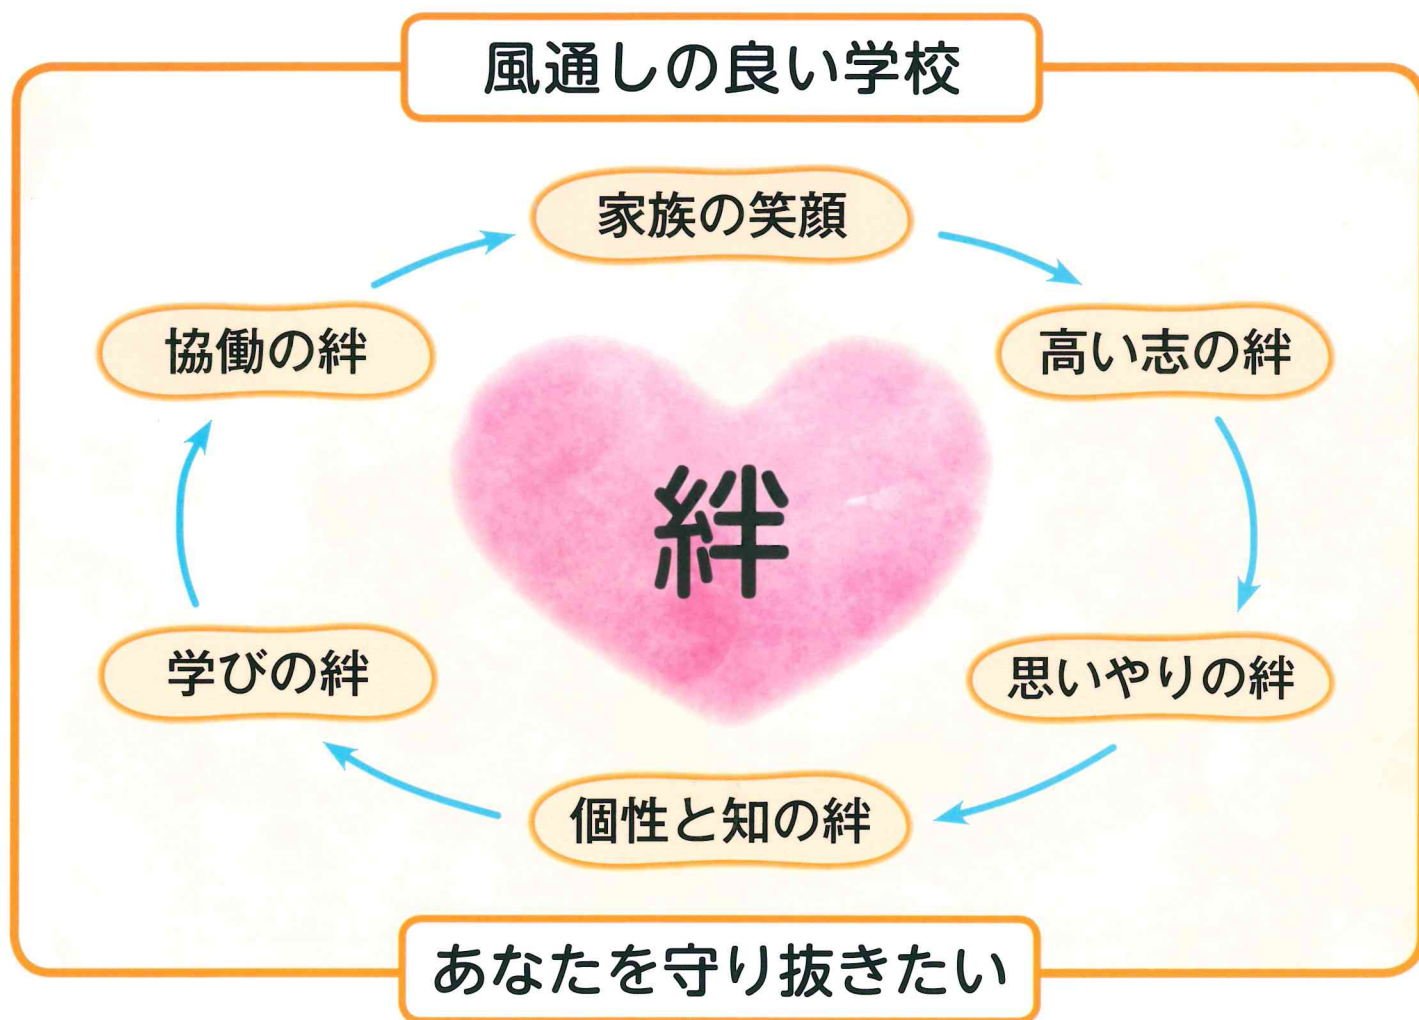 風通しの良い学校
家族の笑顔
高い志の絆
思いやりの絆
個性と知の絆
学びの絆
協働の絆
絆
あなたを守り抜きたい